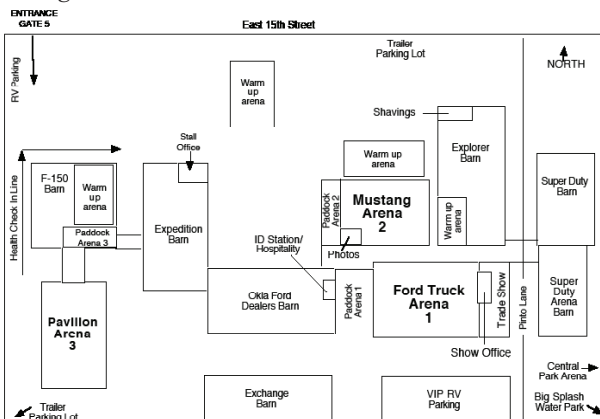 ENTRANCE
GATE 5
East 15th Street
RV Parking
Trailer
Parking Lot
NORTH
Warm
up
arena
Shavings
Stall
Office
Explorer
Barn
Health Check In Line
F-150
Barn
Warm
up
arena
Warm up
arena
Super Duty
Barn
Expedition
Barn
Paddock
Arena 2
Mustang
Arena
2
Warm up
arena
Paddock
Arena 3
ID Station/
Hospitality
Photos
Okla Ford
Dealers Barn
Paddock
Arena 1
Ford Truck
Arena
1
Trade Show
Pinto Lane
Super
Duty
Arena
Barn
Pavilion
Arena
3
Show Office
Central
Park Arena
Exchange
Barn
VIP RV
Parking
Big Splash
Water Park
Trailer
Parking Lot